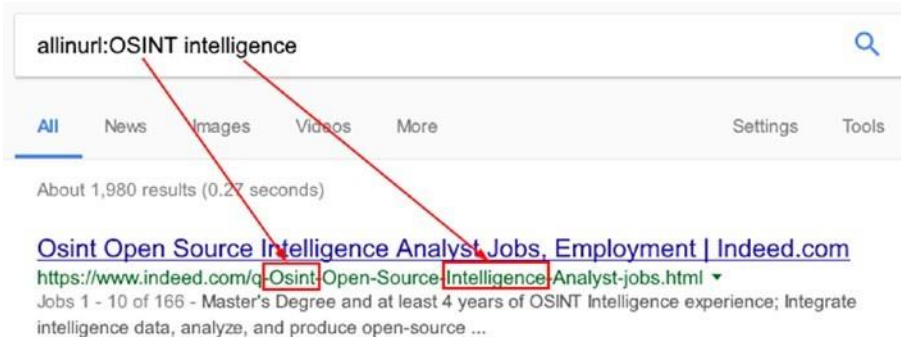 allinurl:OSINT intelligence
All News Images Videos More Settings Tools
About 1,980 results (0.27 seconds)
Osint Open Source Intelligence Analyst Jobs, Employment | Indeed.com
https://www.indeed.com/q-Osint-Open-Source-Intelligence-Analyst-jobs.html
Jobs 1 - 10 of 166 - Master's Degree and at least 4 years of OSINT Intelligence experience; Integrate
intelligence data, analyze, and produce open-source ...